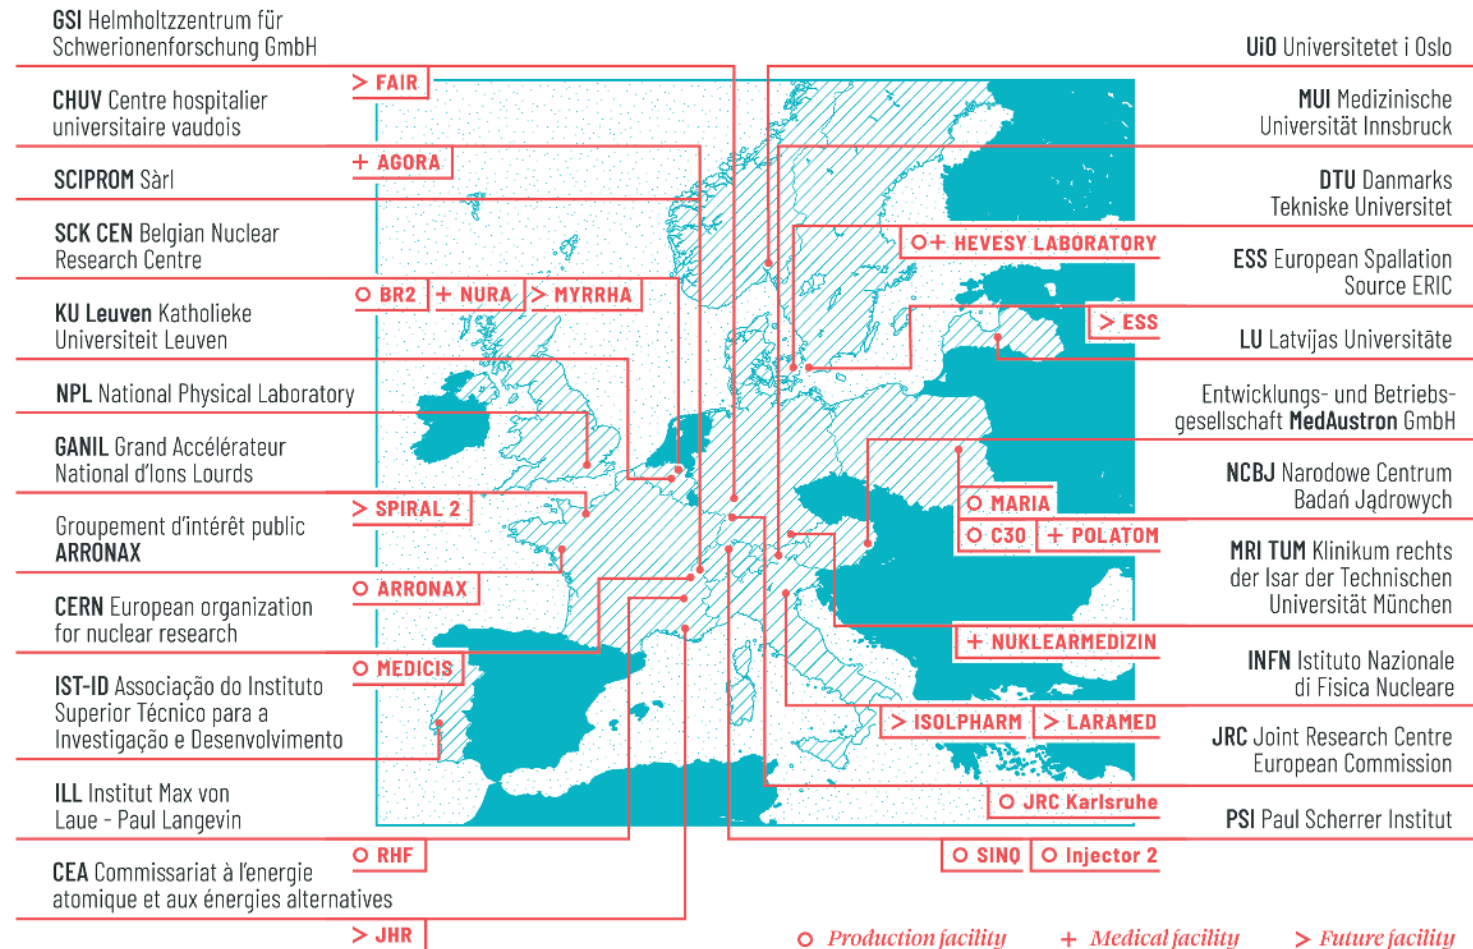 GSI Helmholtzzentrum für
Schwerionenforschung GmbH
> FAIR
CHUV Centre hospitalier
universitaire vaudois
+ AGORA
SCIPROM Sàrl
SCK CEN Belgian Nuclear
Research Centre
O BR2 + NURA > MYRRHA
KU Leuven Katholieke
Universiteit Leuven
NPL National Physical Laboratory
GANIL Grand Accélérateur
National d'Ions Lourds
> SPIRAL 2
Groupement d'intérêt public
ARRONAX
O ARRONAX
CERN European organization
for nuclear research
O MEDICIS
IST-ID Associação do Instituto
Superior Técnico para a
Investigação e Desenvolvimento
ILL Institut Max von
Laue - Paul Langevin
O RHF
CEA Commissariat à l'energie
atomique et aux énergies alternatives
> JHR
UiO Universitetet i Oslo
MUI Medizinische
Universität Innsbruck
DTU Danmarks
Tekniske Universitet
O+ HEVESY LABORATORY
ESS European Spallation
Source ERIC
> ESS
LU Latvijas Universitāte
Entwicklungs- und Betriebs-
gesellschaft MedAustron GmbH
NCBJ Narodowe Centrum
Badań Jądrowych
O MARIA
O C30 + POLATOM
MRI TUM Klinikum rechts
der Isar der Technischen
Universität München
+ NUKLEARMEDIZIN
INFN Istituto Nazionale
di Fisica Nucleare
> ISOLPHARM > LARAMED
JRC Joint Research Centre
European Commission
O JRC Karlsruhe
PSI Paul Scherrer Institut
O SINQ O Injector 2
O Production facility + Medical facility > Future facility